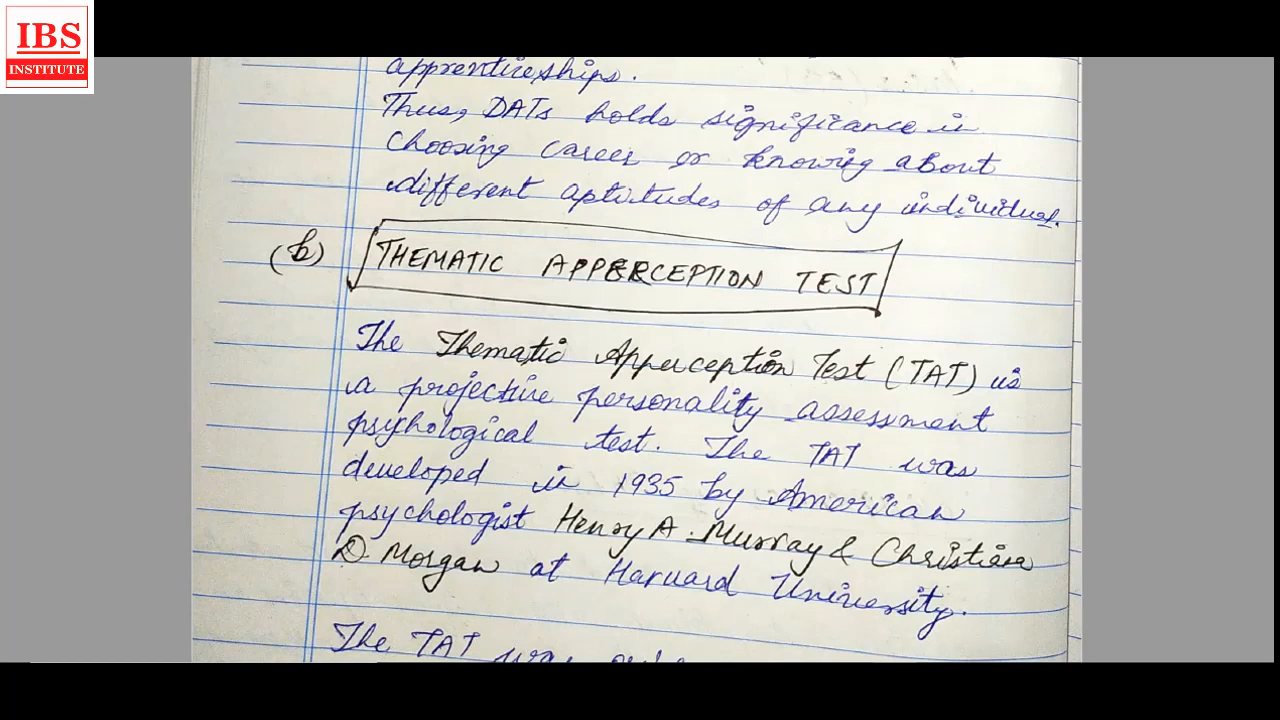 IBS
INSTITUTE
apprenticeships.
Thus, DATs holds significance in
choosing career or knowing about
different aptitudes of any individual.
(b) THEMATIC APPERCEPTION TEST
The Thematic Apperception Test (TAT) is
a projective personality assessment
psychological test. The TAT was
developed in 1935 by American
psychologist Henry A. Murray & Christiana
D. Morgan at Harvard University.
The TAT was